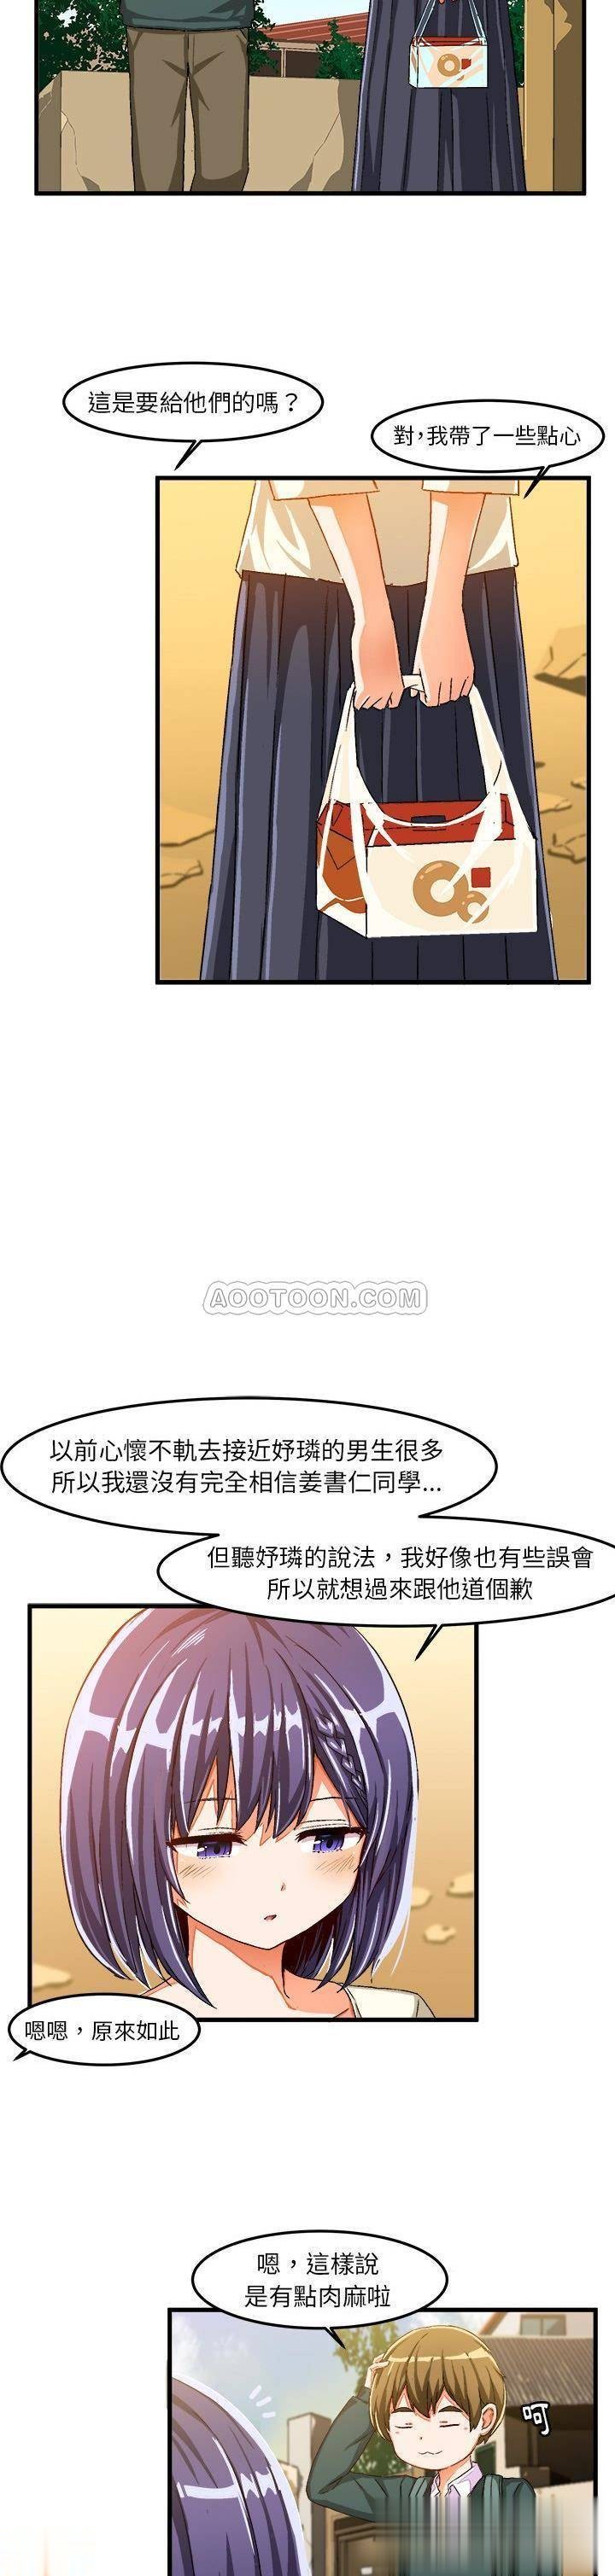 這是要給他們的嗎？
對，我帶了一些點心
AOOTOON.COM
以前心懷不軌去接近妤璘的男生很多
所以我還沒有完全相信姜書仁同學...
但聽妤璘的說法，我好像也有些誤會
所以就想過來跟他道個歉
嗯嗯，原來如此
嗯，這樣說
是有點肉麻啦
呵